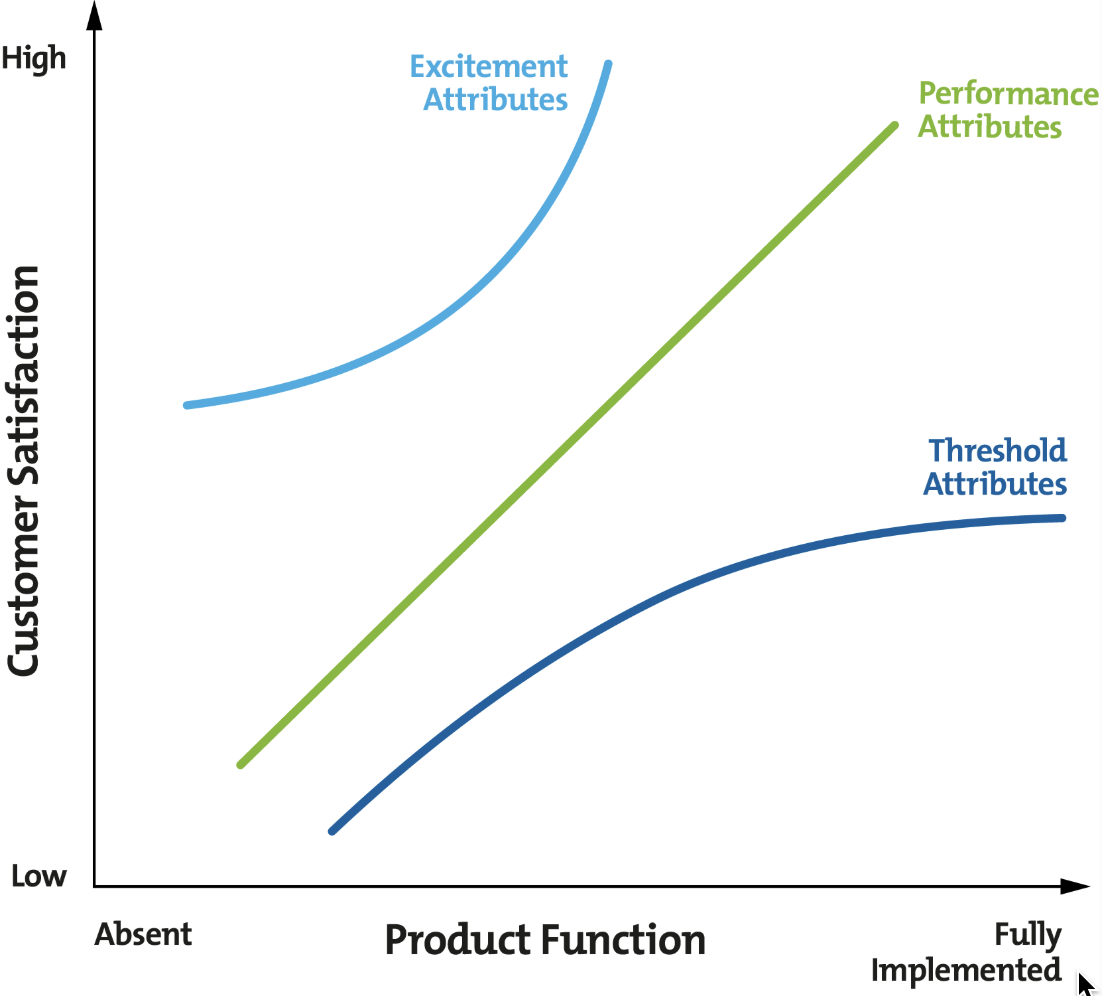 High
Excitement
Attributes
Performance
Attributes
Customer Satisfaction
Threshold
Attributes
Low
Absent
Product Function
Fully
Implemented